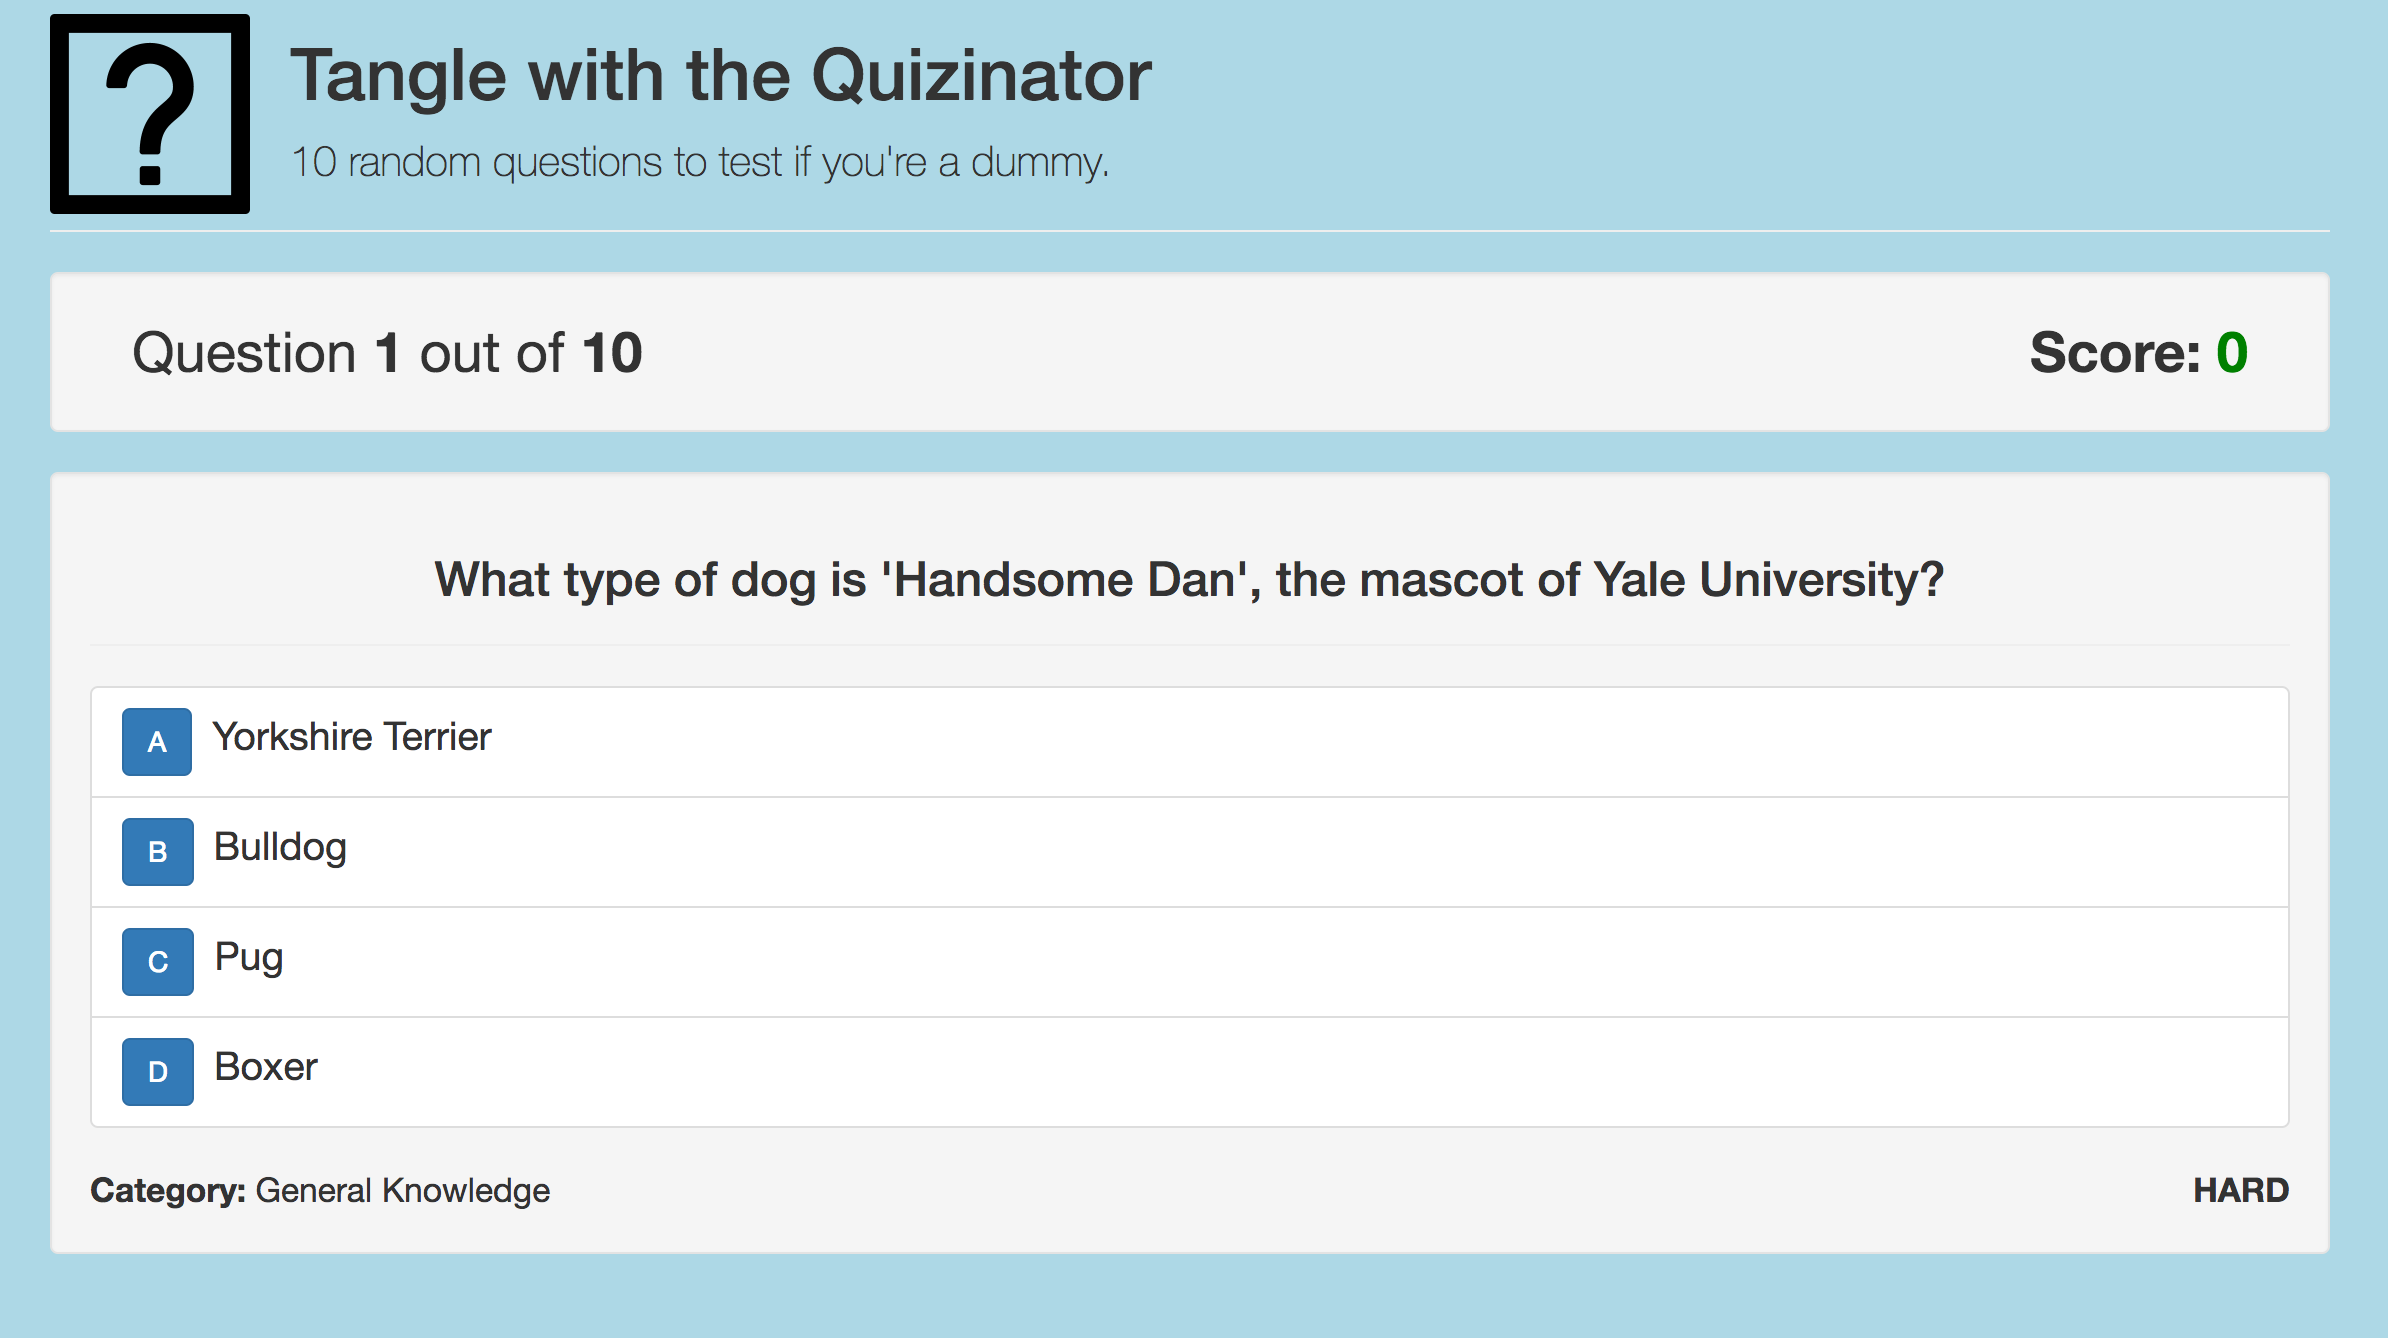 ?
Tangle with the Quizinator
10 random questions to test if you're a dummy.
Question 1 out of 10
Score: 0
What type of dog is 'Handsome Dan', the mascot of Yale University?
A Yorkshire Terrier
B Bulldog
C Pug
D Boxer
Category: General Knowledge
HARD